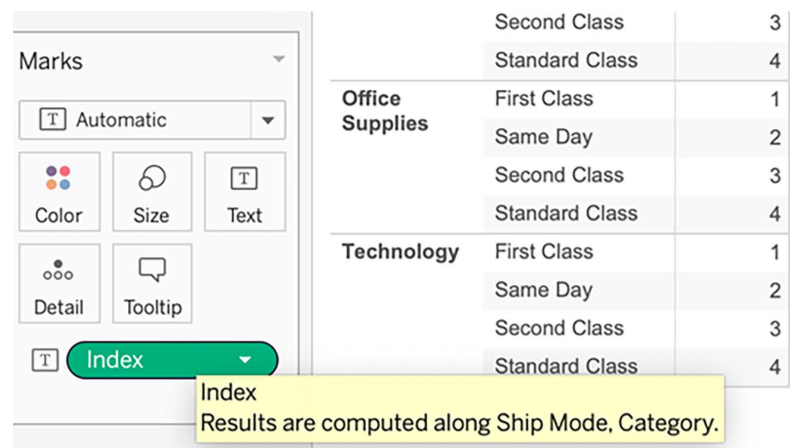 Second Class 3
Marks
Standard Class 4
T Automatic
Office Supplies First Class 1
Same Day 2
Second Class 3
Standard Class 4
Color Size T Text
Technology First Class 1
Same Day 2
Second Class 3
Standard Class 4
Detail Tooltip
T Index
Index
Results are computed along Ship Mode, Category.